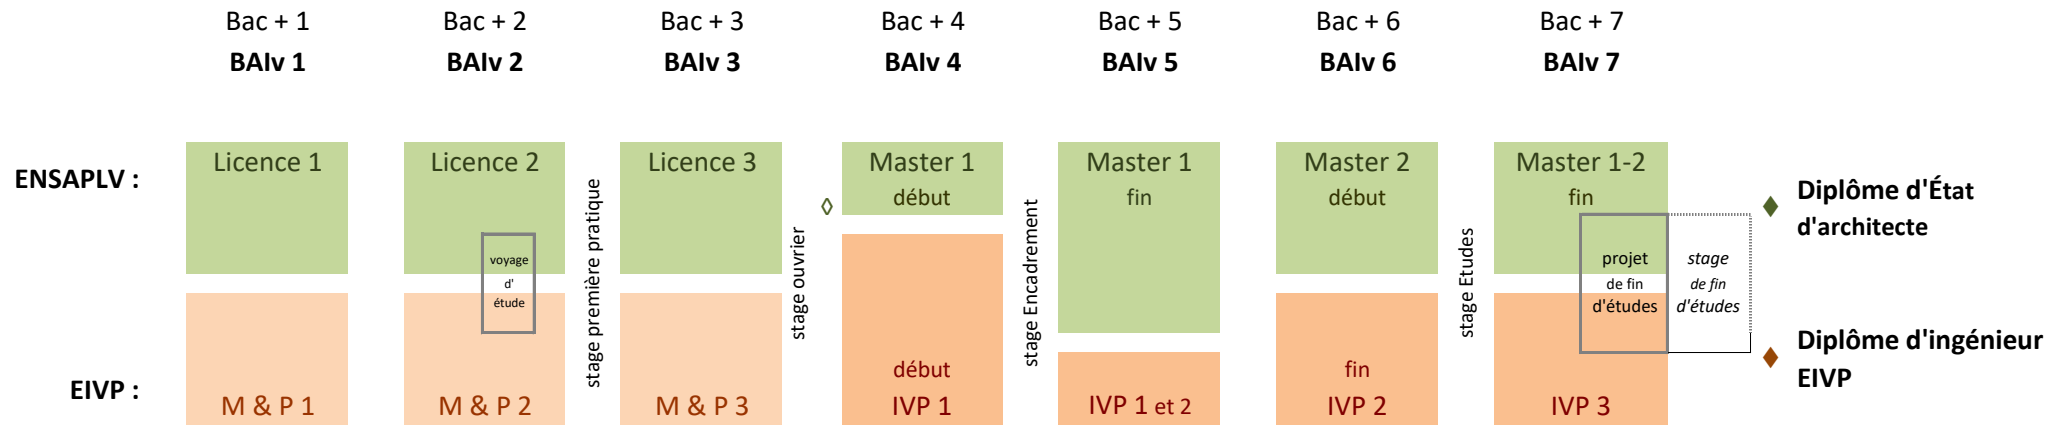 Bac + 1 Bac + 2 Bac + 3 Bac + 4 Bac + 5 Bac + 6 Bac + 7
BAIv 1 BAIv 2 BAIv 3 BAIv 4 BAIv 5 BAIv 6 BAIv 7
ENSAPLV :
Licence 1
Licence 2
Licence 3
Master 1
début
Master 1
fin
Master 2
début
Master 1-2
fin
voyage
d'
étude
stage première pratique
stage ouvrier
stage Encadrement
stage Etudes
projet
de fin
d'études
stage
de fin
d'études
Diplôme d'État
d'architecte
EIVP :
M & P 1
M & P 2
M & P 3
début
IVP 1
IVP 1 et 2
fin
IVP 2
IVP 3
Diplôme d'ingénieur
EIVP